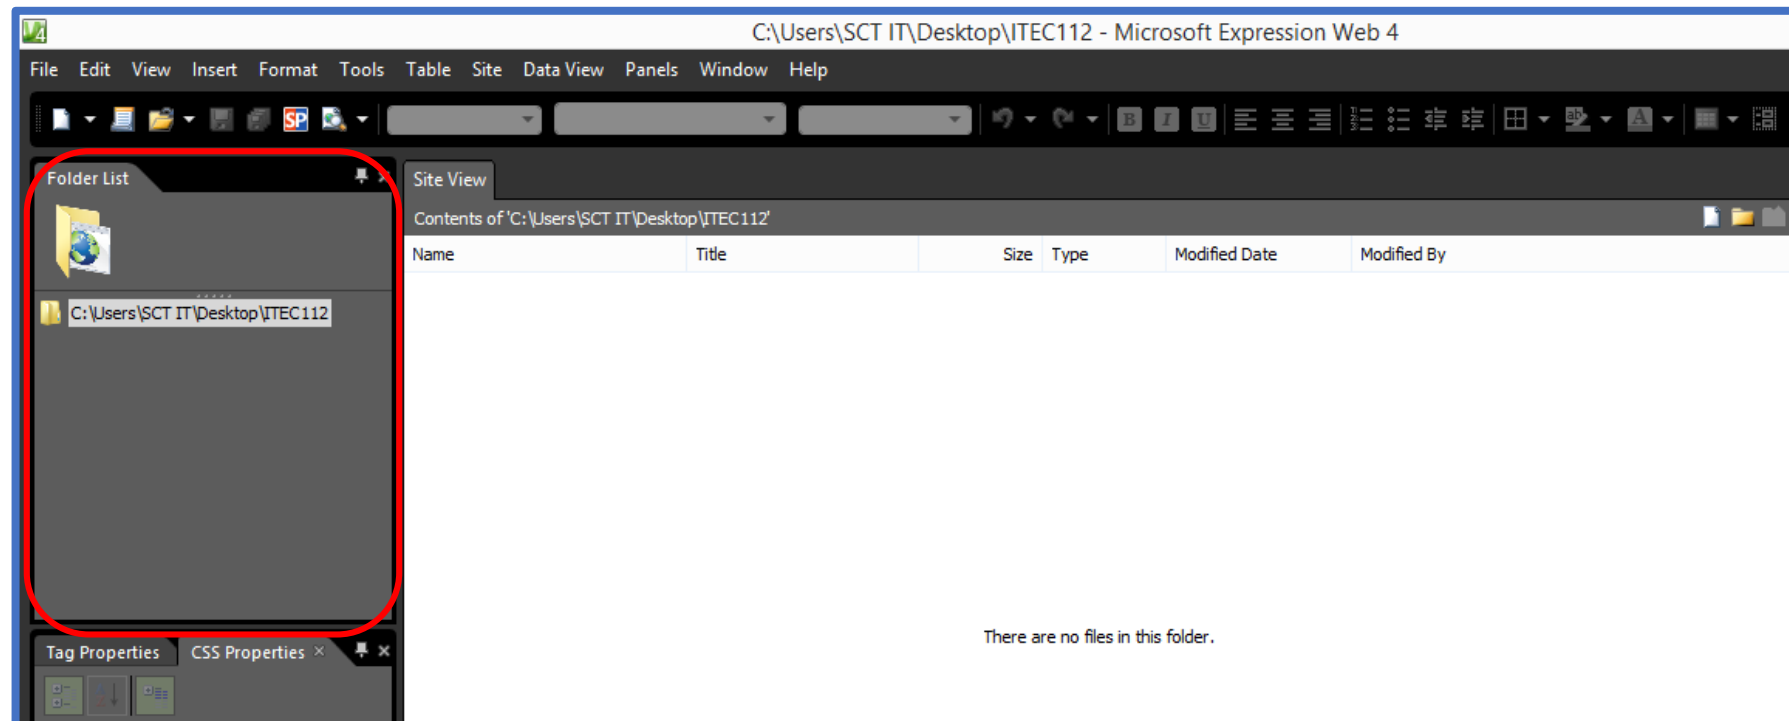 C:\Users\SCT IT\Desktop\ITEC112 - Microsoft Expression Web 4
File Edit View Insert Format Tools Table Site Data View Panels Window Help
SP B I U A
Folder List
Site View
Contents of 'C:\Users\SCT IT\Desktop\ITEC112'
Name Title Size Type Modified Date Modified By
C:\Users\SCT IT\Desktop\ITEC112
There are no files in this folder.
Tag Properties CSS Properties